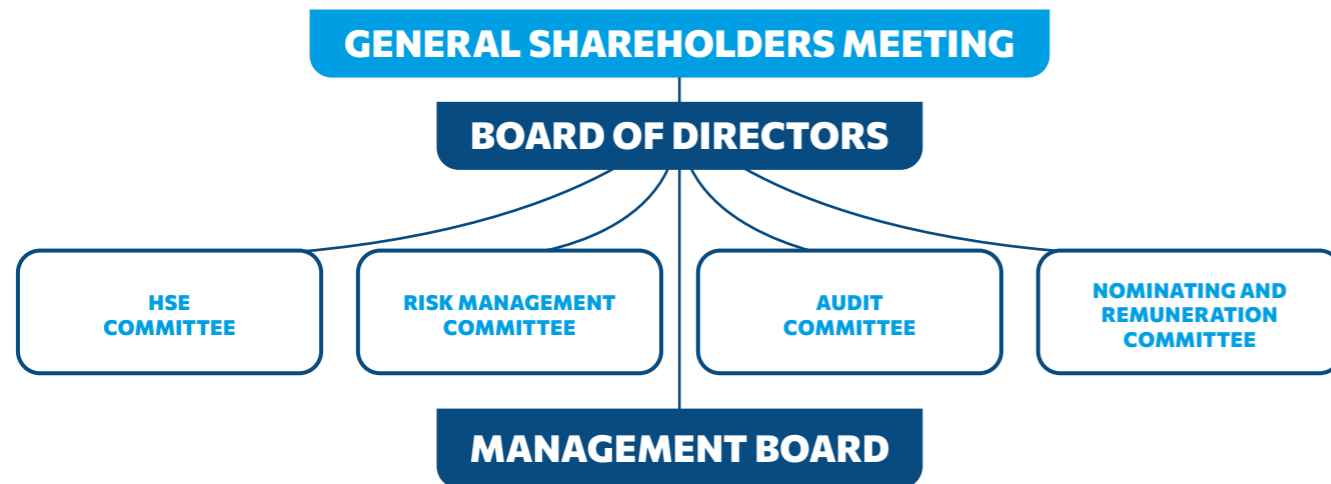 GENERAL SHAREHOLDERS MEETING
BOARD OF DIRECTORS
HSE
COMMITTEE
RISK MANAGEMENT
COMMITTEE
AUDIT
COMMITTEE
NOMINATING AND
REMUNERATION
COMMITTEE
MANAGEMENT BOARD